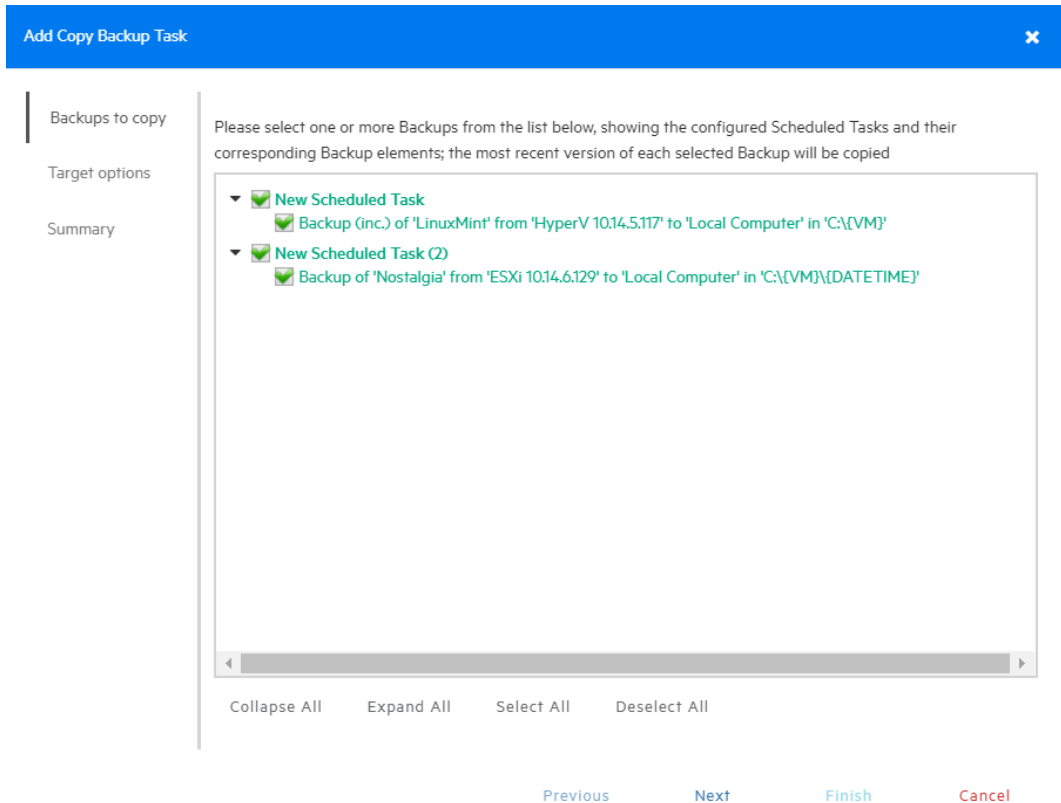 Add Copy Backup Task
Backups to copy
Target options
Summary
Please select one or more Backups from the list below, showing the configured Scheduled Tasks and their
corresponding Backup elements; the most recent version of each selected Backup will be copied
New Scheduled Task
Backup (inc.) of 'LinuxMint' from 'HyperV 10.14.5.117' to 'Local Computer' in 'C:\{VM}'
New Scheduled Task (2)
Backup of 'Nostalgia' from 'ESXi 10.14.6.129' to 'Local Computer' in 'C:\{VM}\{DATETIME}'
Collapse All Expand All Select All Deselect All
Previous Next Finish Cancel